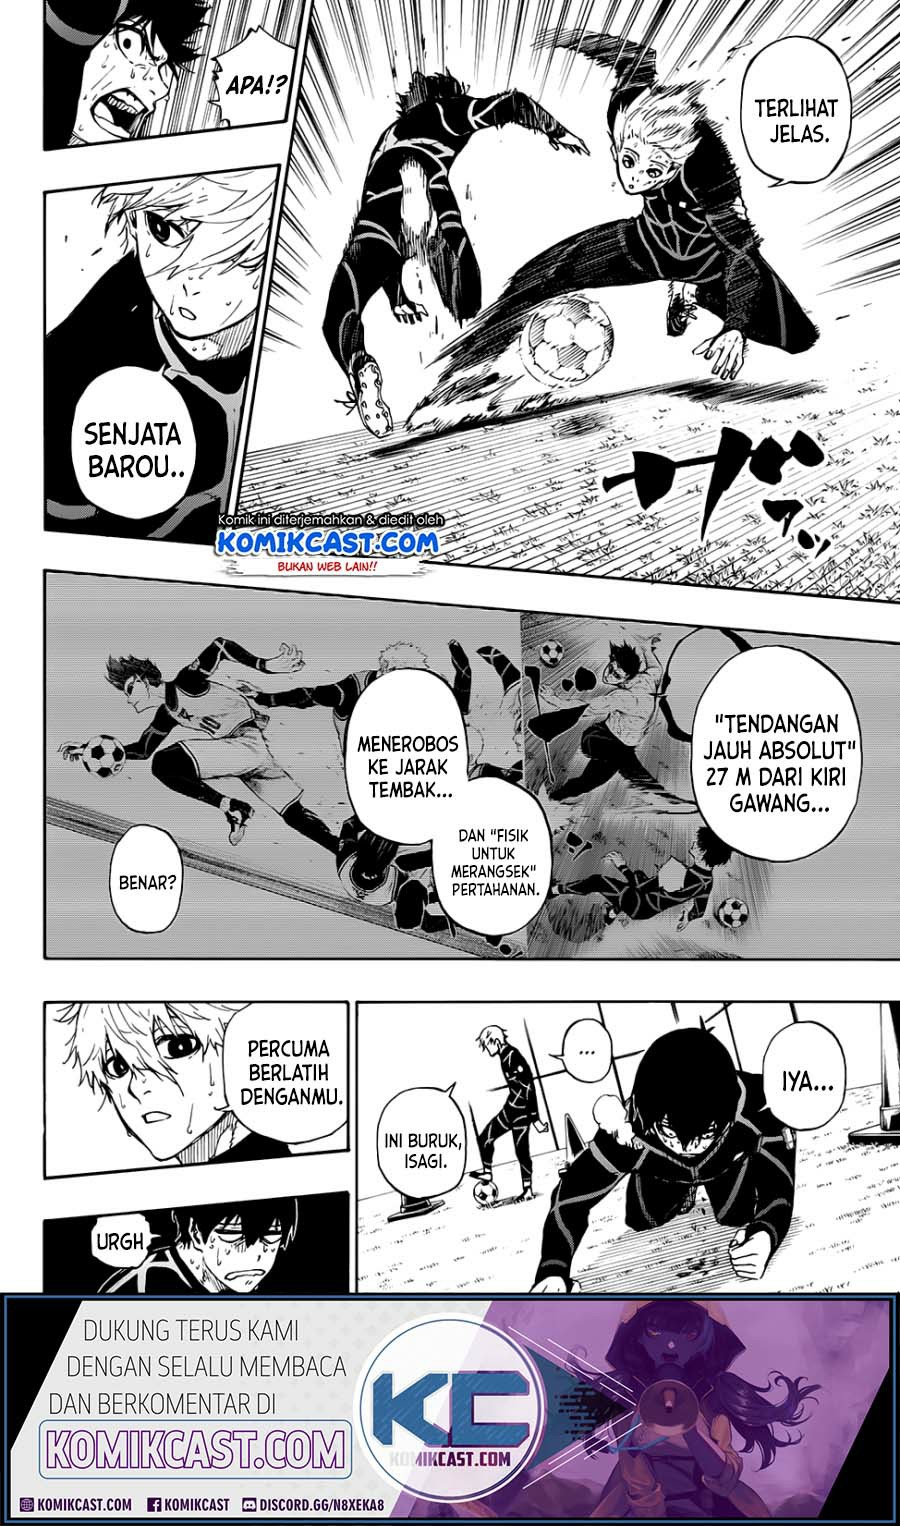 TERLIHAT
JELAS.
APA!?
ザッ
SENJATA
BAROU..
Komik ini diterjemahkan & diedit oleh
KOMIKCAST.COM
BUKAN WEB LAIN!!
"TENDANGAN
JAUH ABSOLUT"
27 M DARI KIRI
GAWANG...
MENEROBOS
KE JARAK
TEMBAK...
DAN "FISIK
UNTUK
MERANGSEK"
PERTAHANAN.
BENAR?
IYA...
...
INI BURUK,
ISAGI.
PERCUMA
BERLATIH
DENGANMU.
URGH
DUKUNG TERUS KAMI
DENGAN SELALU MEMBACA
DAN BERKOMENTAR DI
KOMIKCAST.COM
KC
KOMIKCAST.COM
KOMIKCAST.COM KOMIKCAST DISCORD.GG/N8XEKA8